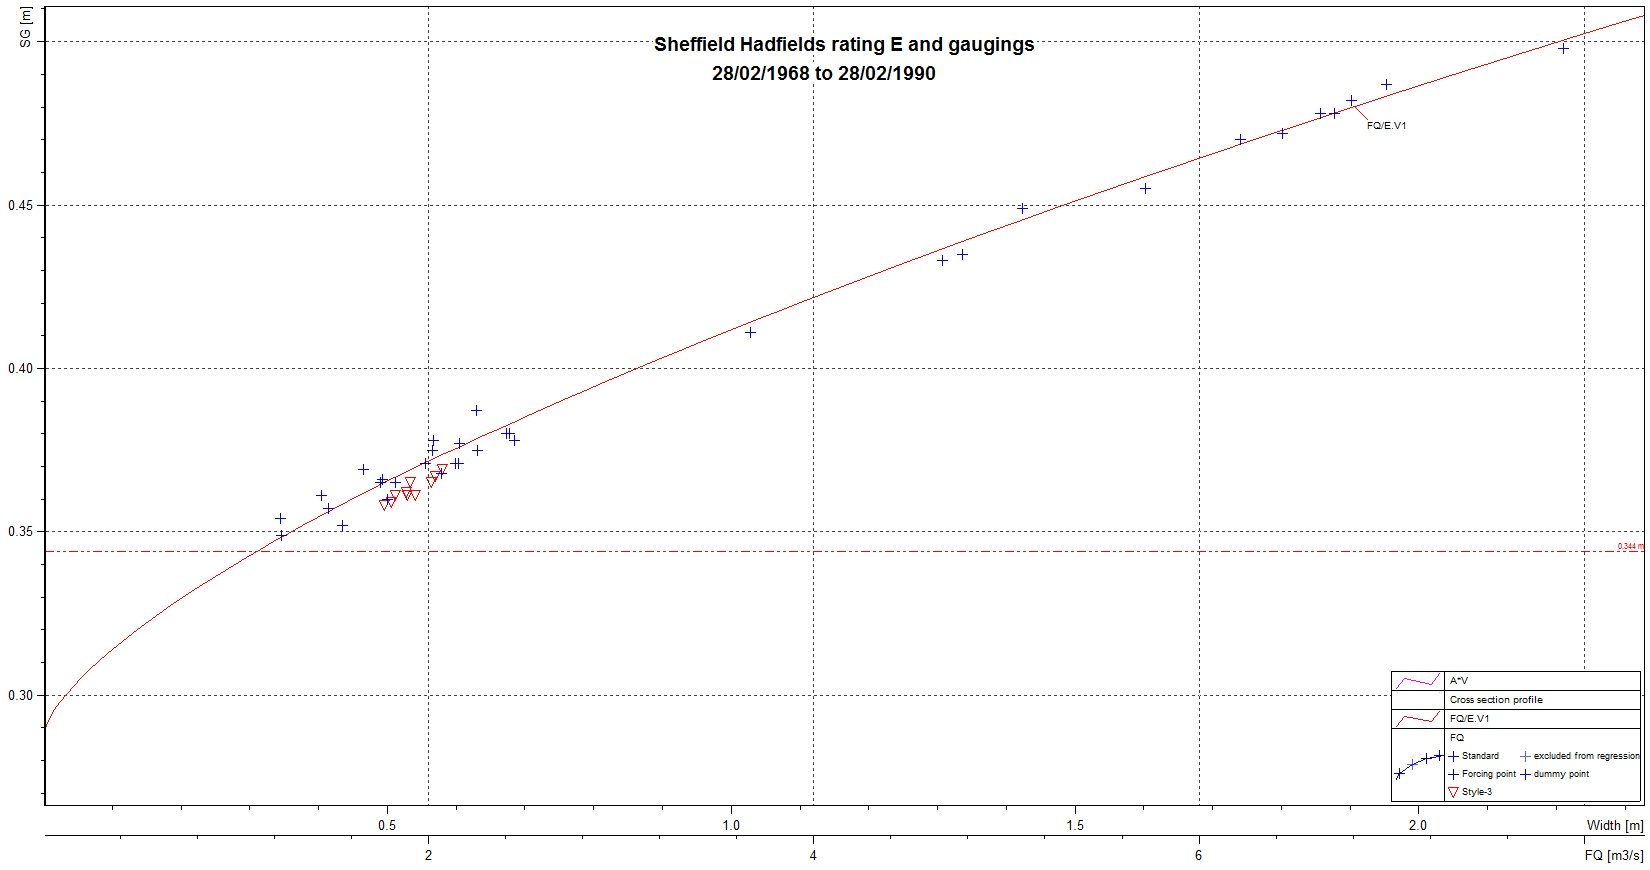 SG [m]
Sheffield Hadfields rating E and gaugings
28/02/1968 to 28/02/1990
FQ/E.V1
0.45
0.40
0.35
0.344 m
0.30
A*V
Cross section profile
FQ/E.V1
FQ
Standard excluded from regression
Forcing point dummy point
Style-3
0.5 1.0 1.5 2.0 Width [m]
2 4 6 FQ [m3/s]